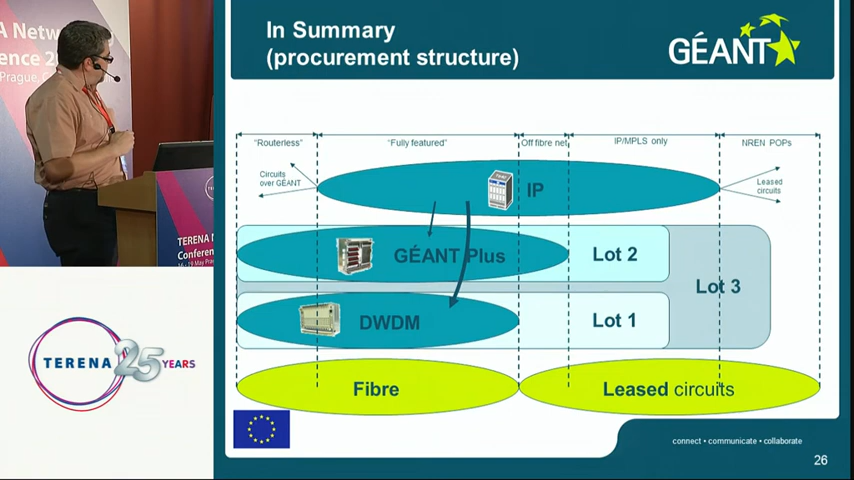 In Summary
(procurement structure)
GÉANT
"Routerless"
"Fully featured"
Off fibre net
IP/MPLS only
NREN POPs
Circuits
over GÉANT
IP
Leased
circuits
GÉANT Plus
Lot 2
Lot 3
DWDM
Lot 1
Fibre
Leased circuits
connect • communicate • collaborate
26
TERENA 25 YEARS
Prague,
TERENA
Conference